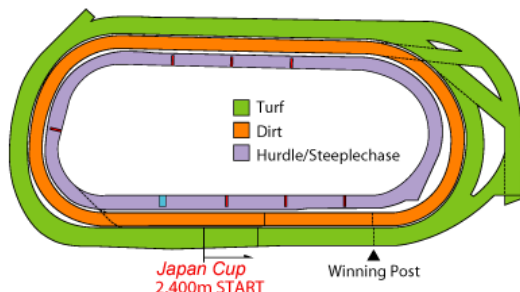 Turf
Dirt
Hurdle/Steeplechase
Japan Cup
2,400m START
Winning Post